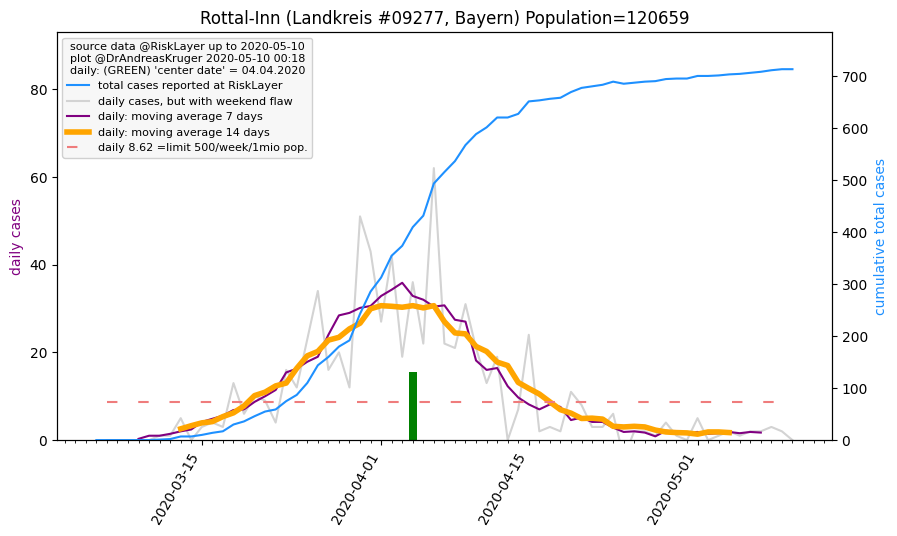 Rottal-Inn (Landkreis #09277, Bayern) Population=120659
source data @RiskLayer up to 2020-05-10
plot @DrAndreasKruger 2020-05-10 00:18
daily: (GREEN) 'center date' = 04.04.2020
total cases reported at RiskLayer
daily cases, but with weekend flaw
daily: moving average 7 days
daily: moving average 14 days
daily 8.62 =limit 500/week/1mio pop.
daily cases
80
60
40
20
0
cumulative total cases
700
600
500
400
300
200
100
0
2020-03-15
2020-04-01
2020-04-15
2020-05-01